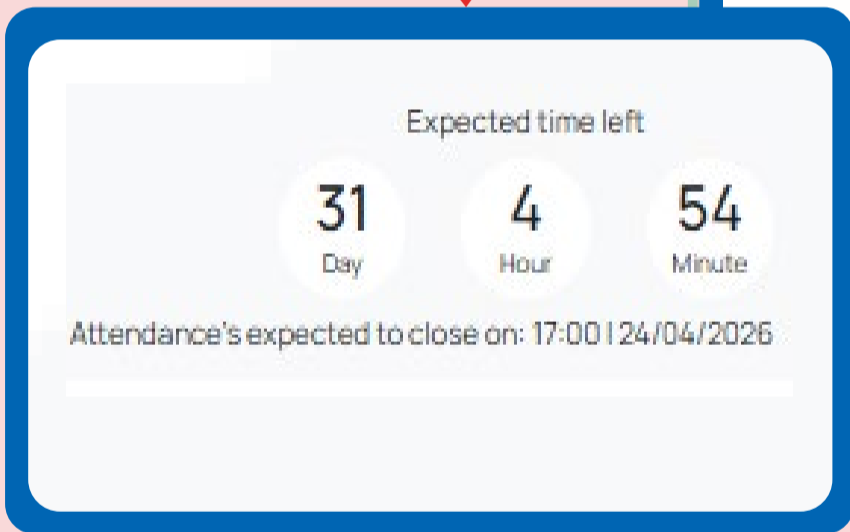 Expected time left
31 4 54
Day Hour Minute
Attendance's expected to close on: 17:00 | 24/04/2026